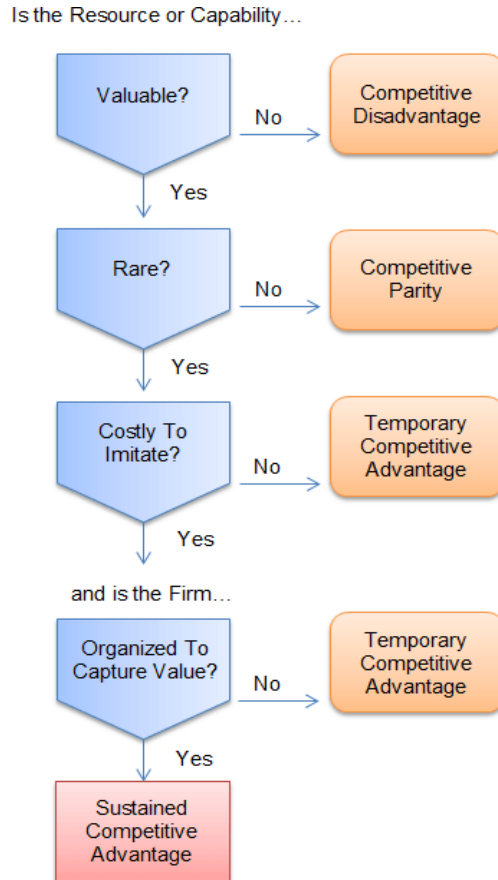 Is the Resource or Capability…
Valuable?
No
Competitive
Disadvantage
Yes
Rare?
No
Competitive
Parity
Yes
Costly To
Imitate?
No
Temporary
Competitive
Advantage
Yes
and is the Firm…
Organized To
Capture Value?
No
Temporary
Competitive
Advantage
Yes
Sustained
Competitive
Advantage